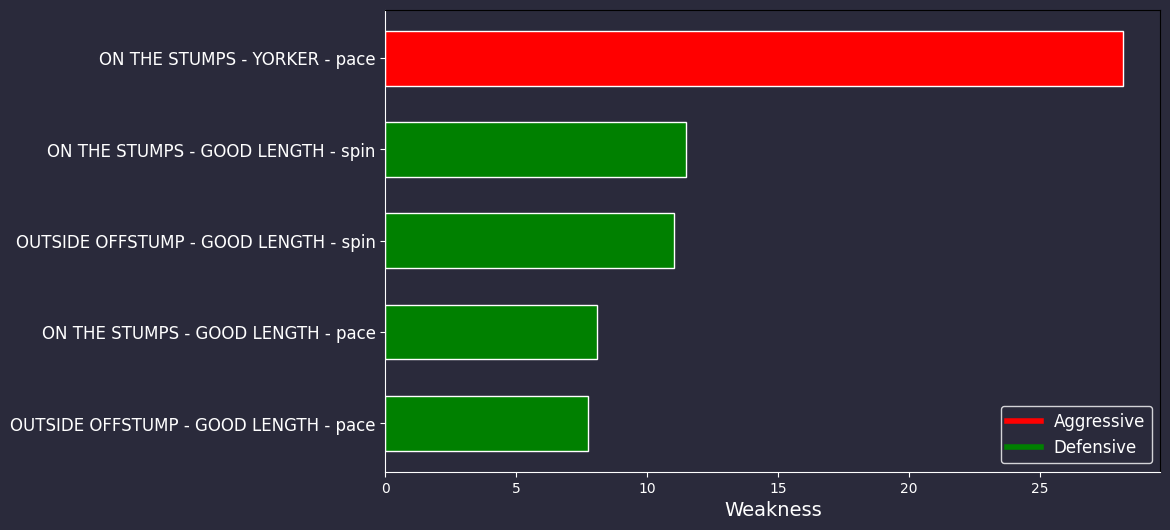 ON THE STUMPS - YORKER - pace
ON THE STUMPS - GOOD LENGTH - spin
OUTSIDE OFFSTUMP - GOOD LENGTH - spin
ON THE STUMPS - GOOD LENGTH - pace
OUTSIDE OFFSTUMP - GOOD LENGTH - pace
Aggressive
Defensive
0 5 10 15 20 25
Weakness